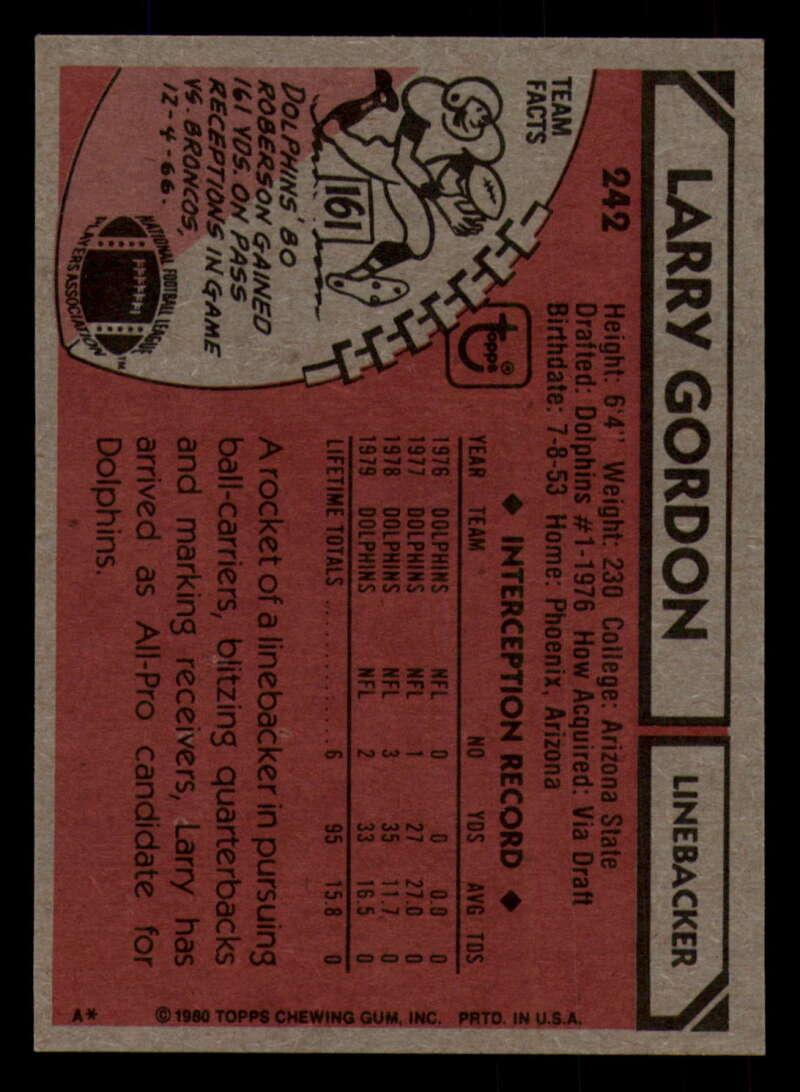 LARRY GORDON
LINEBACKER
242
Height: 6'4" Weight: 230 College: Arizona State
Drafted: Dolphins #1-1976 How Acquired: Via Draft
Birthdate: 7-8-53 Home: Phoenix, Arizona
TEAM
FACTS
161
DOLPHINS' BO
ROBERSON GAINED
161 YDS. ON PASS
RECEPTIONS IN GAME
VS. BRONCOS,
12-4-66.
NATIONAL FOOTBALL LEAGUE
PLAYERS ASSOCIATION™
topps®
◆ INTERCEPTION RECORD ◆
YEAR TEAM NO YDS AVG TDS
1976 DOLPHINS NFL 0 0 0.0 0
1977 DOLPHINS NFL 1 27 27.0 0
1978 DOLPHINS NFL 3 35 11.7 0
1979 DOLPHINS NFL 2 33 16.5 0
LIFETIME TOTALS .......... 6 95 15.8 0
A rocket of a linebacker in pursuing
ball-carriers, blitzing quarterbacks
and marking receivers, Larry has
arrived as All-Pro candidate for
Dolphins.
A* © 1980 TOPPS CHEWING GUM, INC. PRTD. IN U.S.A.